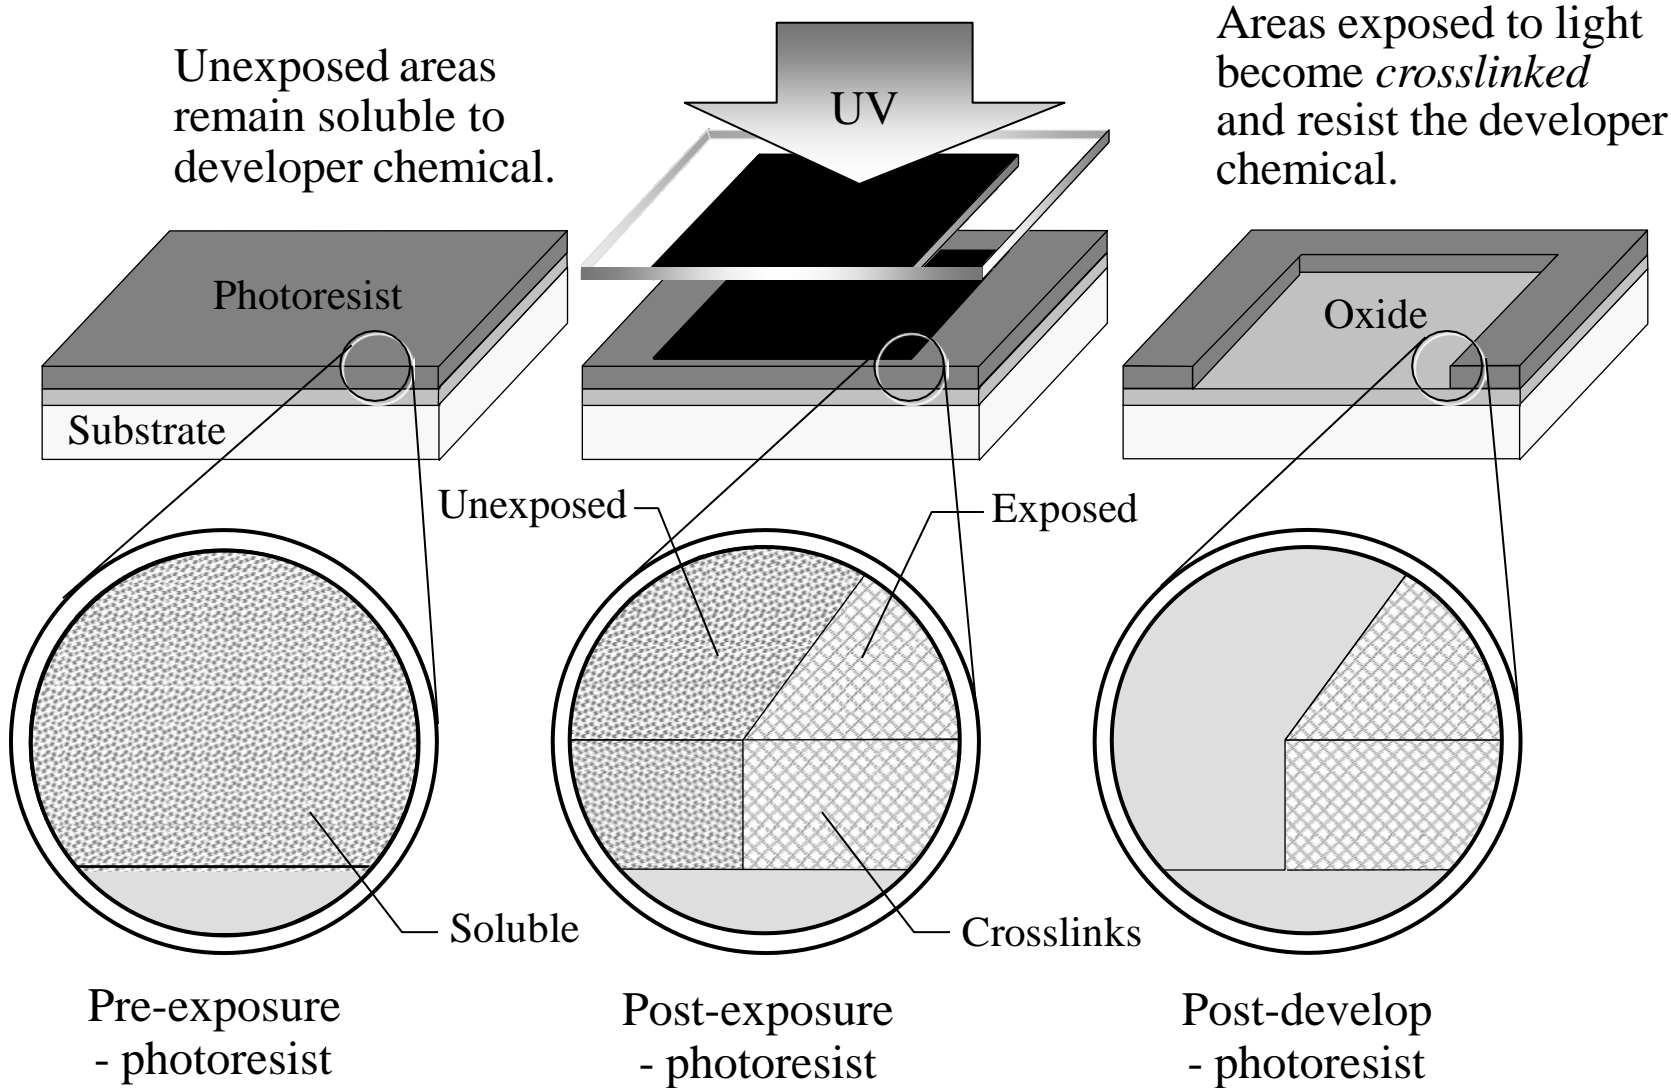 Unexposed areas
remain soluble to
developer chemical.
UV
Areas exposed to light
become crosslinked
and resist the developer
chemical.
Photoresist
Substrate
Oxide
Unexposed
Exposed
Soluble
Crosslinks
Pre-exposure
- photoresist
Post-exposure
- photoresist
Post-develop
- photoresist